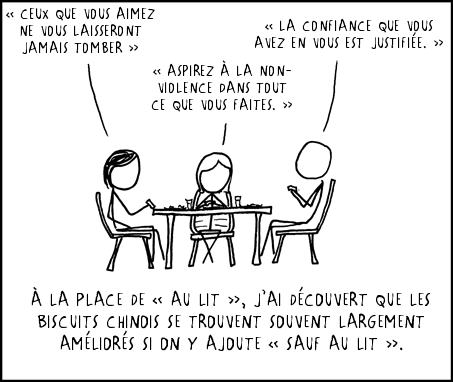 « CEUX QUE VOUS AIMEZ
NE VOUS LAISSERONT
JAMAIS TOMBER »
« ASPIREZ À LA NON-
VIOLENCE DANS TOUT
CE QUE VOUS FAITES. »
« LA CONFIANCE QUE VOUS
AVEZ EN VOUS EST JUSTIFIÉE. »
À LA PLACE DE « AU LIT », J'AI DÉCOUVERT QUE LES
BISCUITS CHINOIS SE TROUVENT SOUVENT LARGEMENT
AMÉLIORÉS SI ON Y AJOUTE « SAUF AU LIT ».